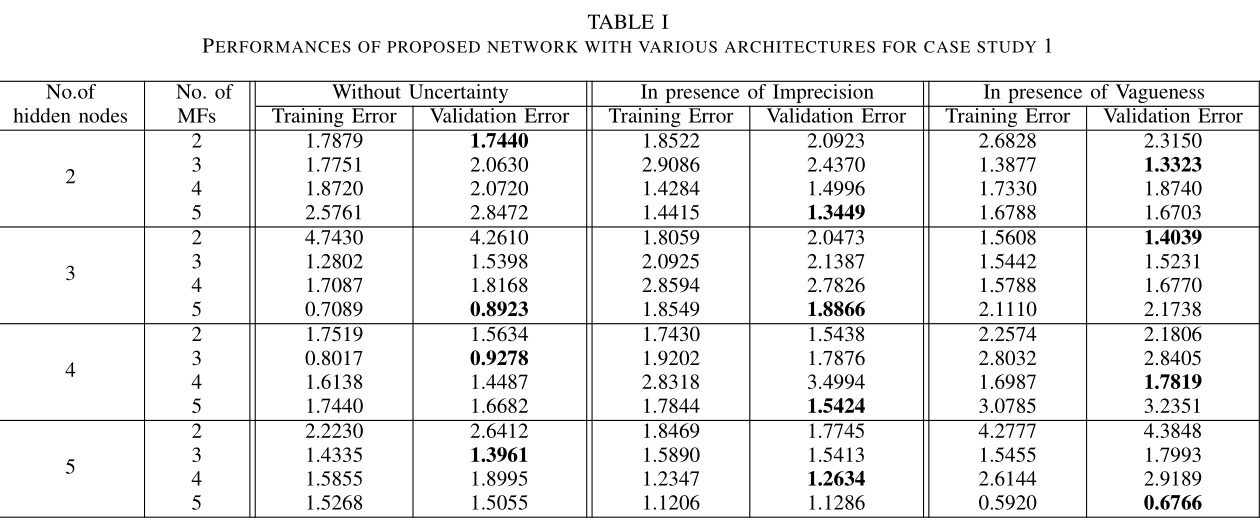 TABLE I
PERFORMANCES OF PROPOSED NETWORK WITH VARIOUS ARCHITECTURES FOR CASE STUDY 1
No.of No. of Without Uncertainty In presence of Imprecision In presence of Vagueness
hidden nodes MFs Training Error Validation Error Training Error Validation Error Training Error Validation Error
2 1.7879 1.7440 1.8522 2.0923 2.6828 2.3150
3 1.7751 2.0630 2.9086 2.4370 1.3877 1.3323
2
4 1.8720 2.0720 1.4284 1.4996 1.7330 1.8740
5 2.5761 2.8472 1.4415 1.3449 1.6788 1.6703
2 4.7430 4.2610 1.8059 2.0473 1.5608 1.4039
3 1.2802 1.5398 2.0925 2.1387 1.5442 1.5231
3
4 1.7087 1.8168 2.8594 2.7826 1.5788 1.6770
5 0.7089 0.8923 1.8549 1.8866 2.1110 2.1738
2 1.7519 1.5634 1.7430 1.5438 2.2574 2.1806
3 0.8017 0.9278 1.9202 1.7876 2.8032 2.8405
4
4 1.6138 1.4487 2.8318 3.4994 1.6987 1.7819
5 1.7440 1.6682 1.7844 1.5424 3.0785 3.2351
2 2.2230 2.6412 1.8469 1.7745 4.2777 4.3848
3 1.4335 1.3961 1.5890 1.5413 1.5455 1.7993
5
4 1.5855 1.8995 1.2347 1.2634 2.6144 2.9189
5 1.5268 1.5055 1.1206 1.1286 0.5920 0.6766